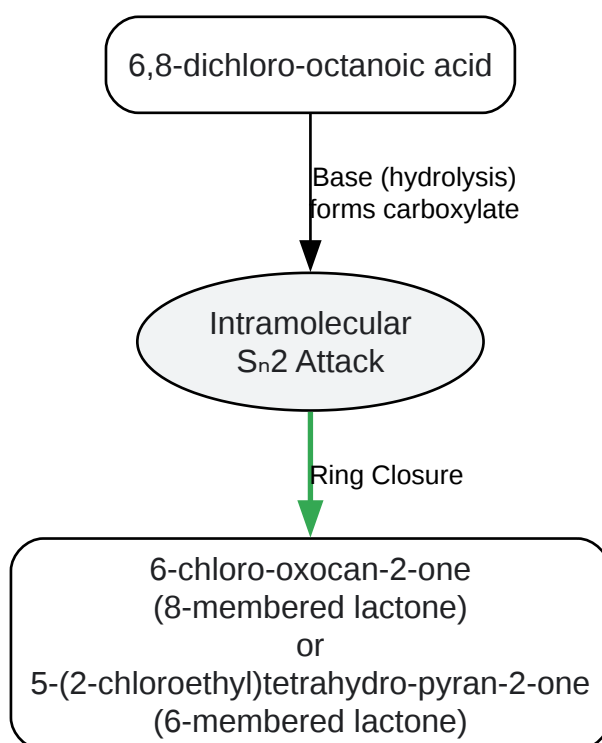 6,8-dichloro-octanoic acid
Base (hydrolysis)
forms carboxylate
Intramolecular
Sₙ2 Attack
Ring Closure
6-chloro-oxocan-2-one
(8-membered lactone)
or
5-(2-chloroethyl)tetrahydro-pyran-2-one
(6-membered lactone)